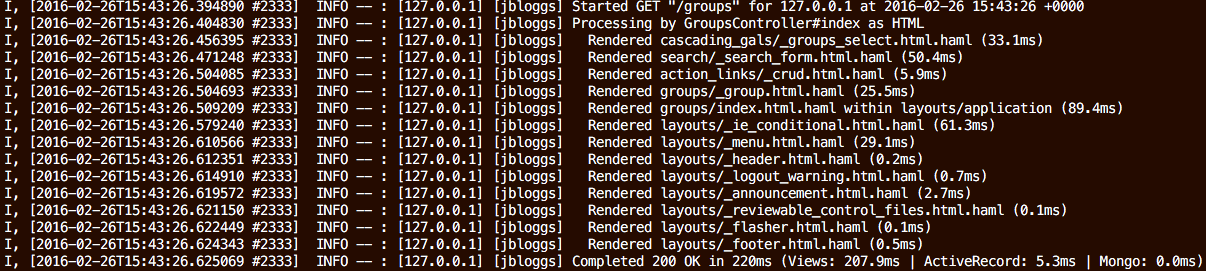 I, [2016-02-26T15:43:26.394890 #2333]  INFO -- : [127.0.0.1] [jbloggs] Started GET "/groups" for 127.0.0.1 at 2016-02-26 15:43:26 +0000
I, [2016-02-26T15:43:26.404830 #2333]  INFO -- : [127.0.0.1] [jbloggs] Processing by GroupsController#index as HTML
I, [2016-02-26T15:43:26.456395 #2333]  INFO -- : [127.0.0.1] [jbloggs]   Rendered cascading_gals/_groups_select.html.haml (33.1ms)
I, [2016-02-26T15:43:26.471248 #2333]  INFO -- : [127.0.0.1] [jbloggs]   Rendered search/_search_form.html.haml (50.4ms)
I, [2016-02-26T15:43:26.504085 #2333]  INFO -- : [127.0.0.1] [jbloggs]   Rendered action_links/_crud.html.haml (5.9ms)
I, [2016-02-26T15:43:26.504693 #2333]  INFO -- : [127.0.0.1] [jbloggs]   Rendered groups/_group.html.haml (25.5ms)
I, [2016-02-26T15:43:26.509209 #2333]  INFO -- : [127.0.0.1] [jbloggs]   Rendered groups/index.html.haml within layouts/application (89.4ms)
I, [2016-02-26T15:43:26.579240 #2333]  INFO -- : [127.0.0.1] [jbloggs]   Rendered layouts/_ie_conditional.html.haml (61.3ms)
I, [2016-02-26T15:43:26.610566 #2333]  INFO -- : [127.0.0.1] [jbloggs]   Rendered layouts/_menu.html.haml (29.1ms)
I, [2016-02-26T15:43:26.612351 #2333]  INFO -- : [127.0.0.1] [jbloggs]   Rendered layouts/_header.html.haml (0.2ms)
I, [2016-02-26T15:43:26.614910 #2333]  INFO -- : [127.0.0.1] [jbloggs]   Rendered layouts/_logout_warning.html.haml (0.7ms)
I, [2016-02-26T15:43:26.619572 #2333]  INFO -- : [127.0.0.1] [jbloggs]   Rendered layouts/_announcement.html.haml (2.7ms)
I, [2016-02-26T15:43:26.621150 #2333]  INFO -- : [127.0.0.1] [jbloggs]   Rendered layouts/_reviewable_control_files.html.haml (0.1ms)
I, [2016-02-26T15:43:26.622449 #2333]  INFO -- : [127.0.0.1] [jbloggs]   Rendered layouts/_flasher.html.haml (0.1ms)
I, [2016-02-26T15:43:26.624343 #2333]  INFO -- : [127.0.0.1] [jbloggs]   Rendered layouts/_footer.html.haml (0.5ms)
I, [2016-02-26T15:43:26.625069 #2333]  INFO -- : [127.0.0.1] [jbloggs] Completed 200 OK in 220ms (Views: 207.9ms | ActiveRecord: 5.3ms | Mongo: 0.0ms)